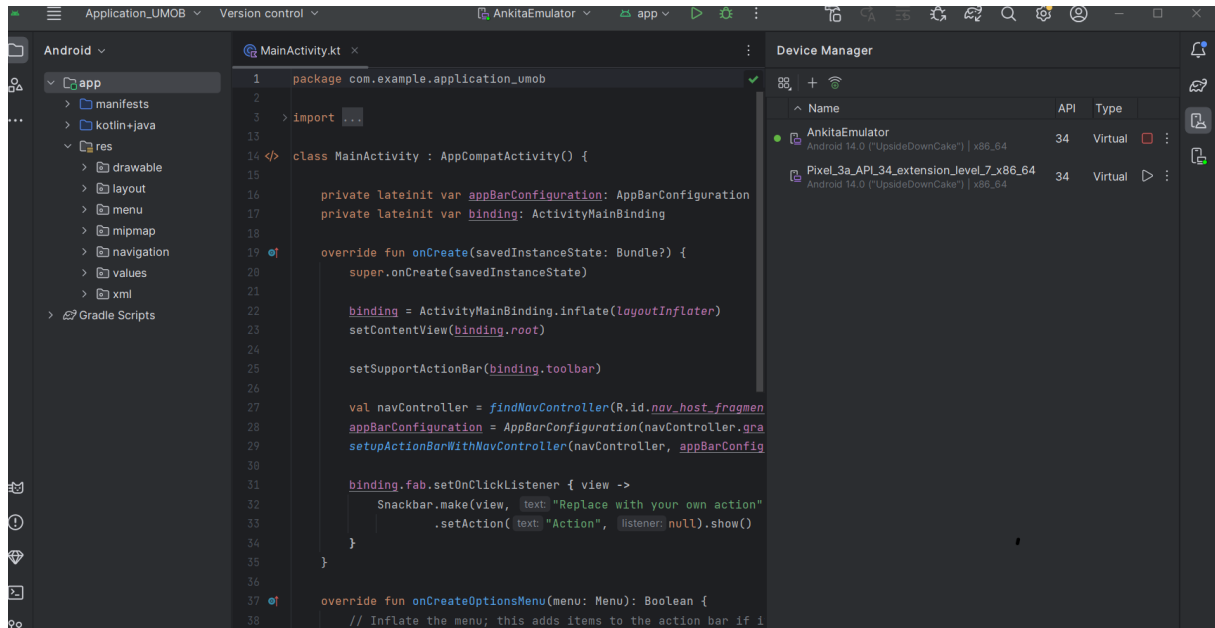 Application_UMOB Version control AnkitaEmulator app
Android
app
manifests
kotlin+java
res
drawable
layout
menu
mipmap
navigation
values
xml
Gradle Scripts
MainActivity.kt
1 package com.example.application_umob
2
3 import ...
13
14 class MainActivity : AppCompatActivity() {
15
16 private lateinit var appBarConfiguration: AppBarConfiguration
17 private lateinit var binding: ActivityMainBinding
18
19 override fun onCreate(savedInstanceState: Bundle?) {
20 super.onCreate(savedInstanceState)
21
22 binding = ActivityMainBinding.inflate(layoutInflater)
23 setContentView(binding.root)
24
25 setSupportActionBar(binding.toolbar)
26
27 val navController = findNavController(R.id.nav_host_fragmen
28 appBarConfiguration = AppBarConfiguration(navController.gra
29 setupActionBarWithNavController(navController, appBarConfig
30
31 binding.fab.setOnClickListener { view ->
32 Snackbar.make(view, text: "Replace with your own action"
33 .setAction( text: "Action", listener: null).show()
34 }
35 }
36
37 override fun onCreateOptionsMenu(menu: Menu): Boolean {
38 // Inflate the menu; this adds items to the action bar if i
Device Manager
Name API Type
AnkitaEmulator 34 Virtual
Android 14.0 ("UpsideDownCake") | x86_64
Pixel_3a_API_34_extension_level_7_x86_64 34 Virtual
Android 14.0 ("UpsideDownCake") | x86_64